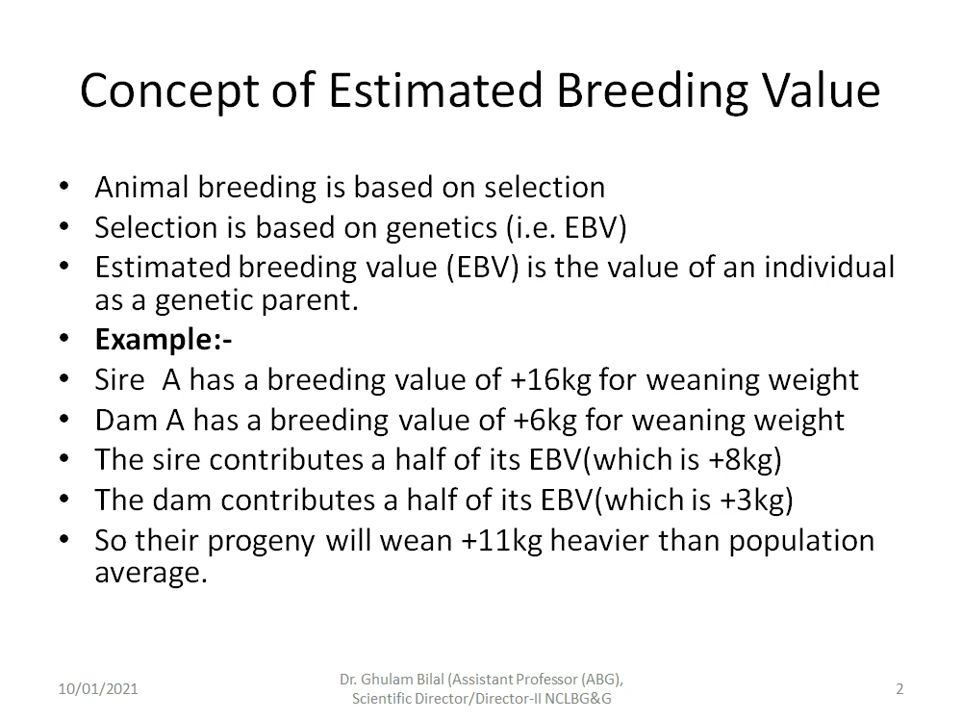 Concept of Estimated Breeding Value
• Animal breeding is based on selection
• Selection is based on genetics (i.e. EBV)
• Estimated breeding value (EBV) is the value of an individual
as a genetic parent.
• Example:-
• Sire  A has a breeding value of +16kg for weaning weight
• Dam A has a breeding value of +6kg for weaning weight
• The sire contributes a half of its EBV(which is +8kg)
• The dam contributes a half of its EBV(which is +3kg)
• So their progeny will wean +11kg heavier than population
average.
10/01/2021
Dr. Ghulam Bilal (Assistant Professor (ABG),
Scientific Director/Director-II NCLBG&G
2